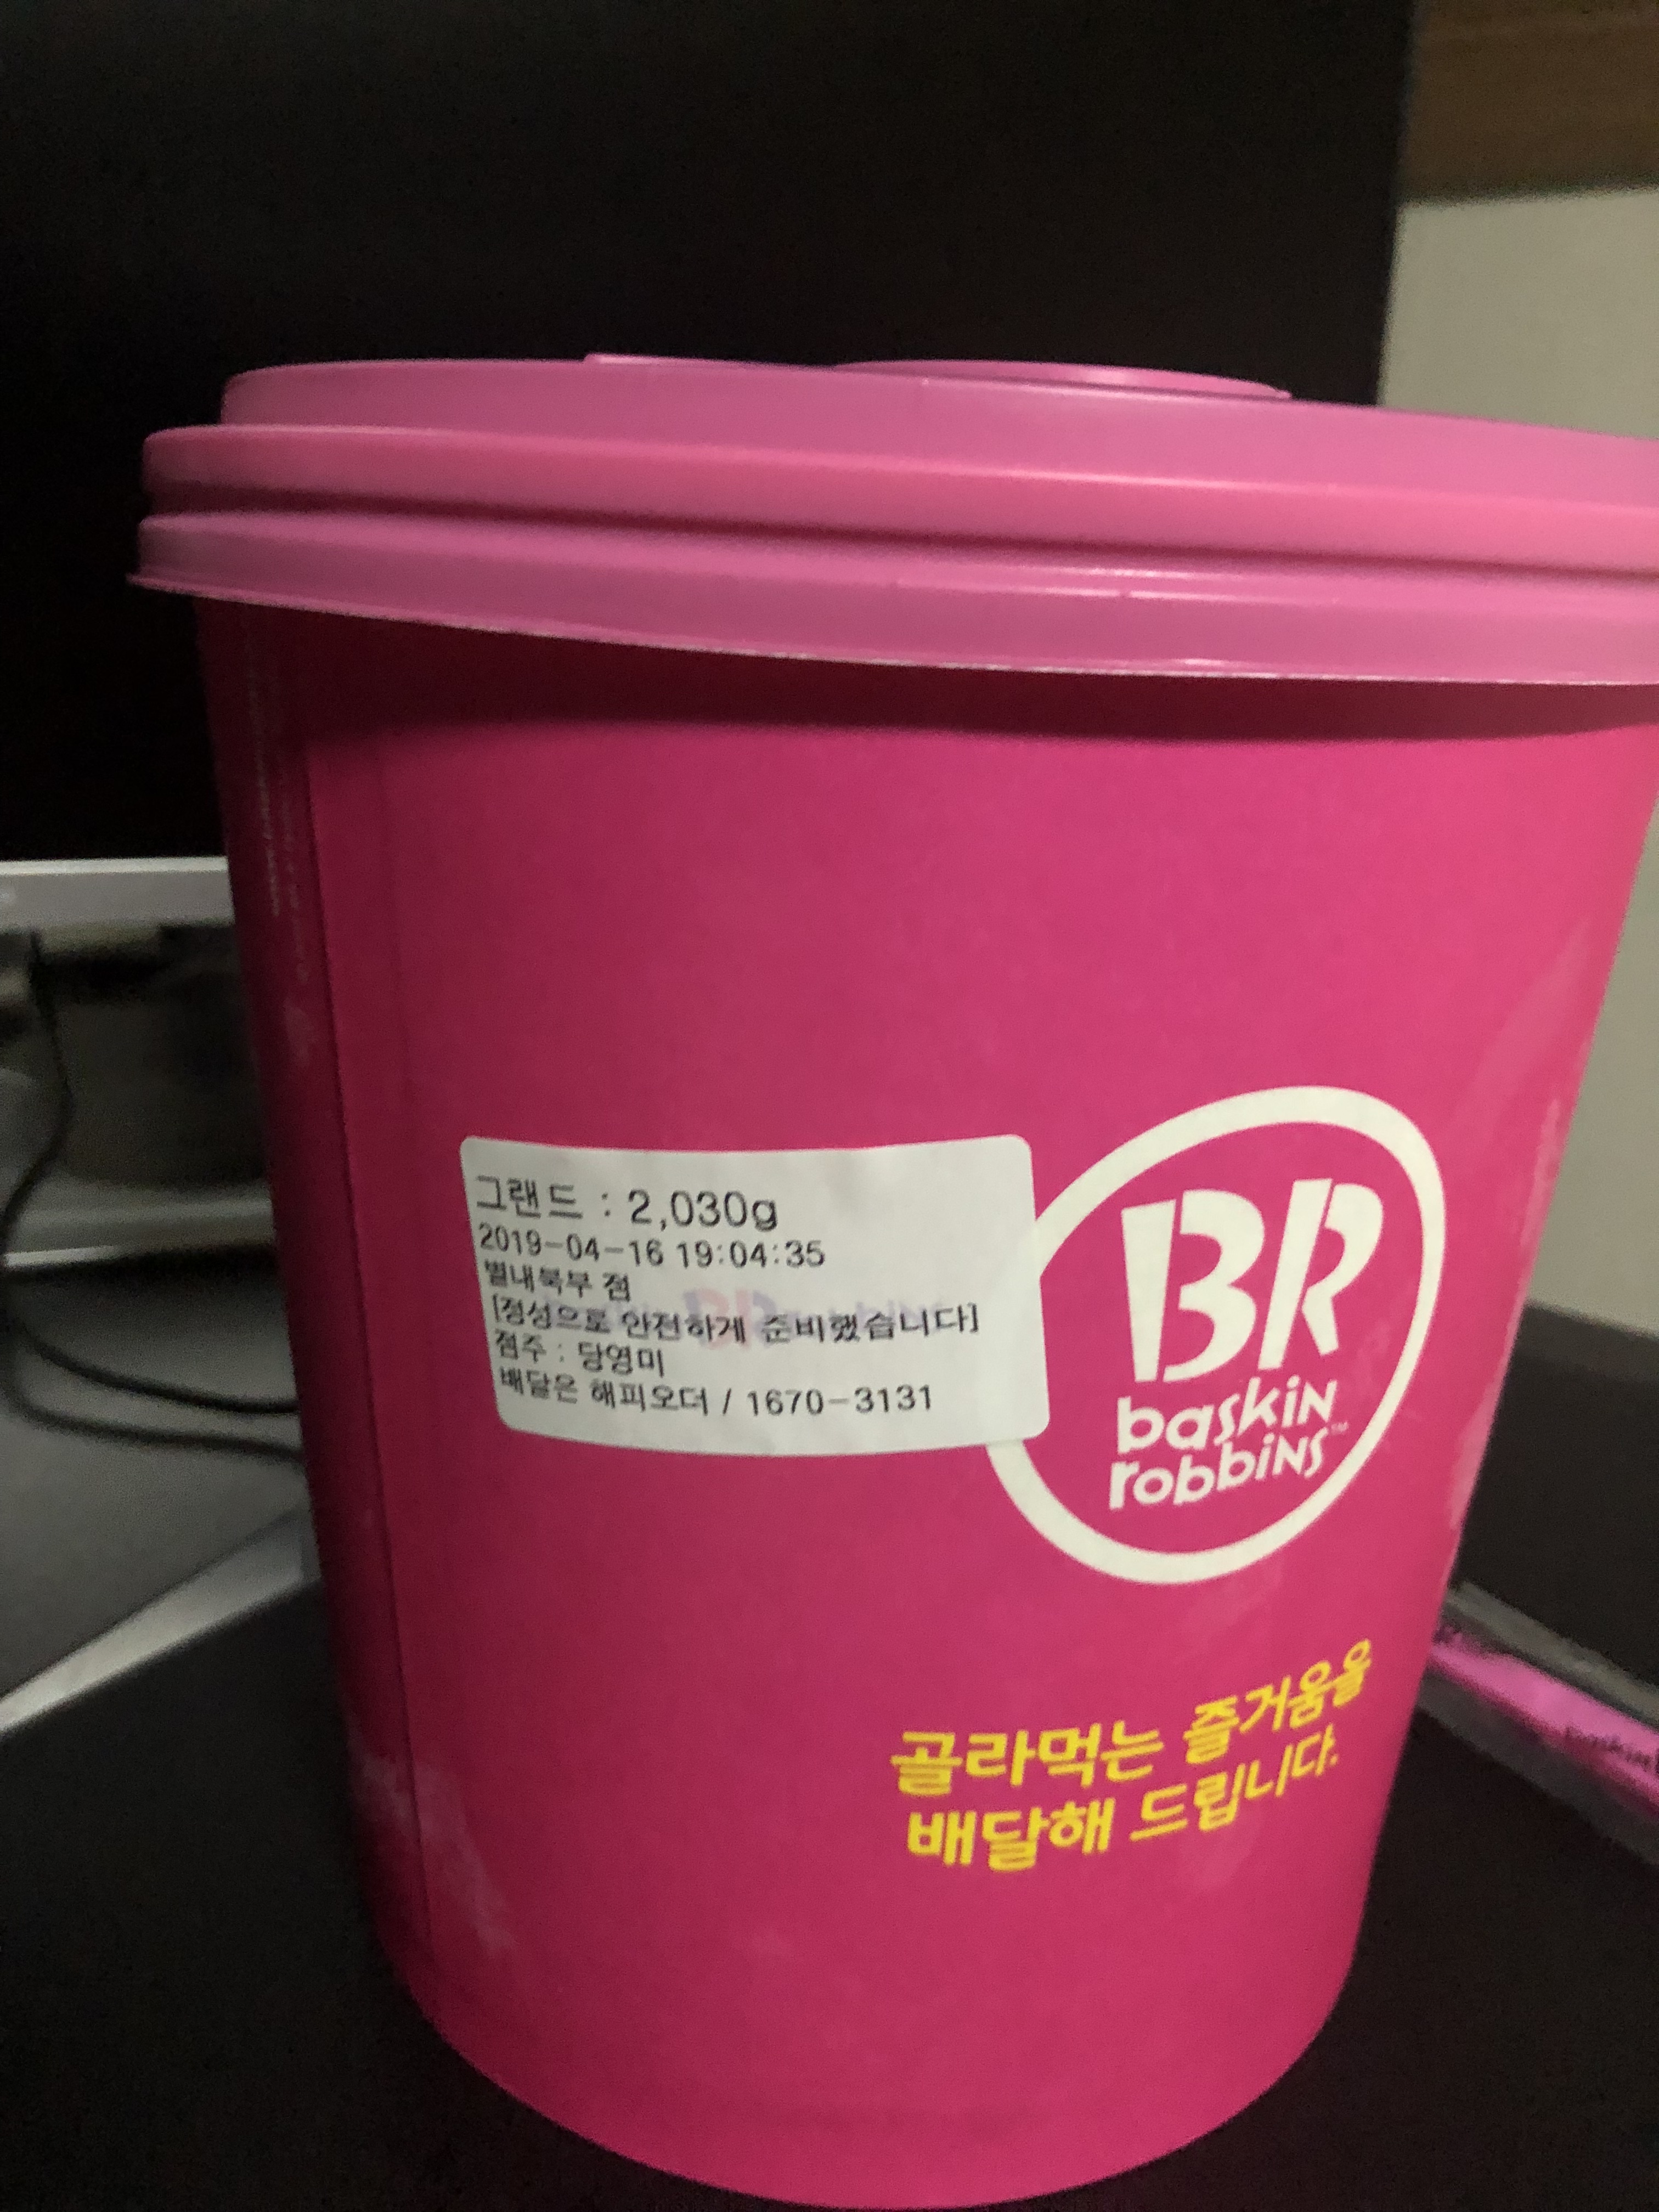 그랜드 : 2,030g
2019-04-16 19:04:35
별내북부 점
[정성으로 안전하게 준비했습니다]
점주 : 당영미
배달은 해피오더 / 1670-3131
BR
baskin
robbins™
골라먹는 즐거움을
배달해 드립니다.